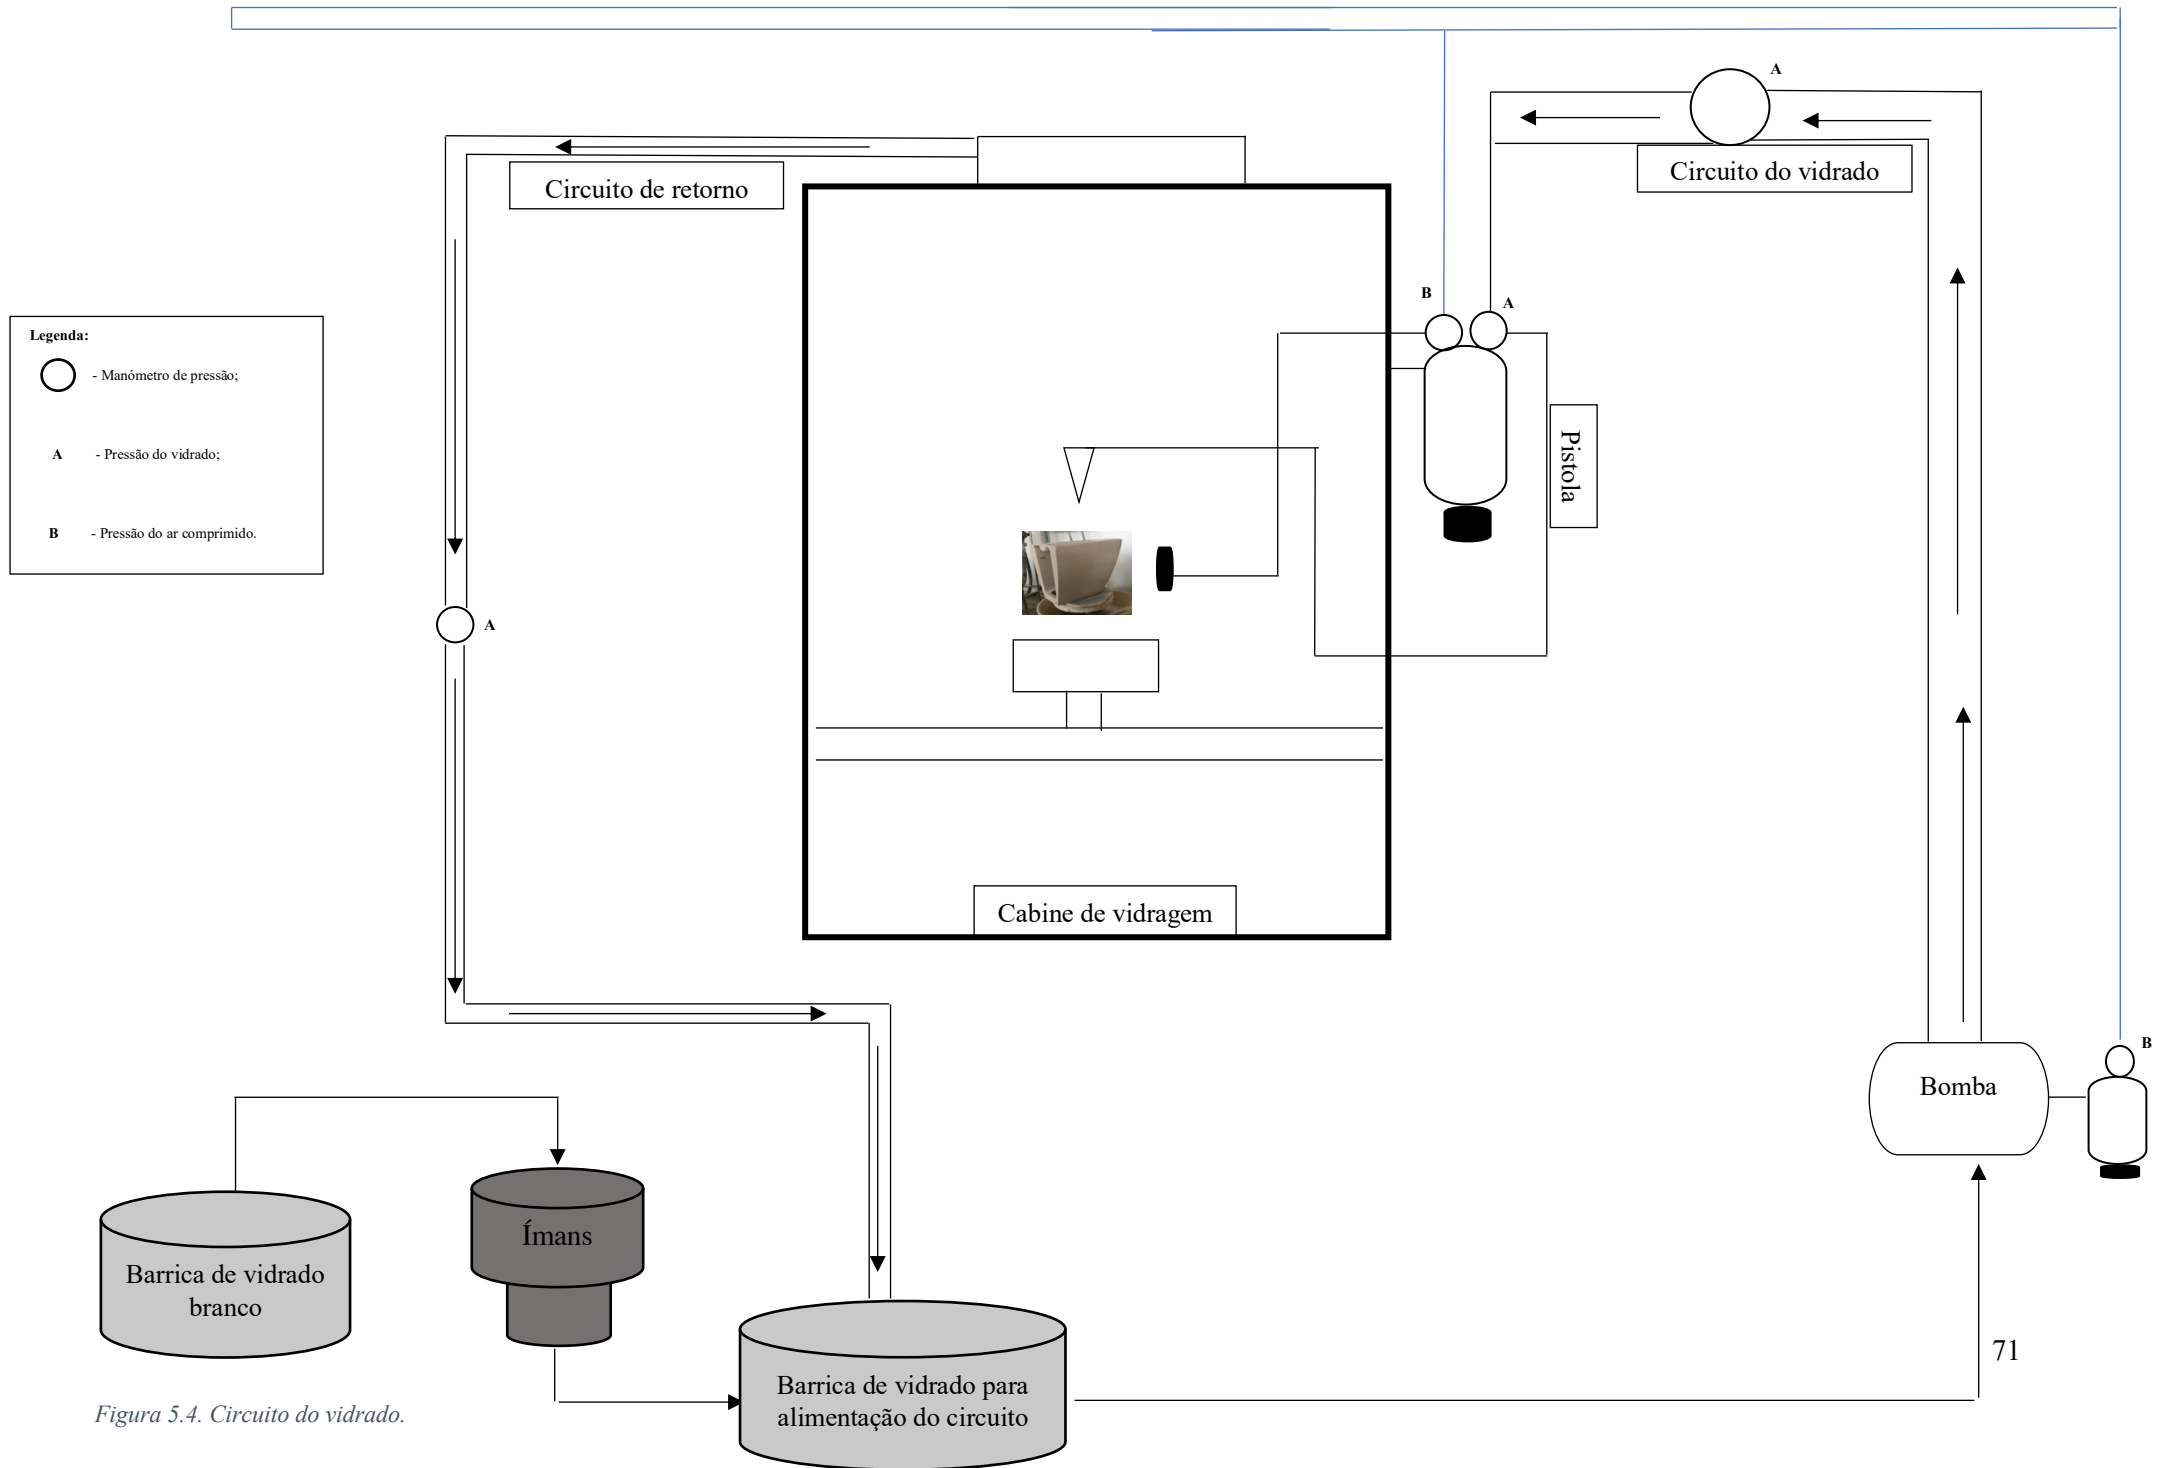 A
Circuito de retorno
Circuito do vidrado
B
A
Legenda:
- Manómetro de pressão;
A - Pressão do vidrado;
B - Pressão do ar comprimido.
Pistola
A
Cabine de vidragem
B
Bomba
Ímans
Barrica de vidrado
branco
Barrica de vidrado para
alimentação do circuito
71
Figura 5.4. Circuito do vidrado.